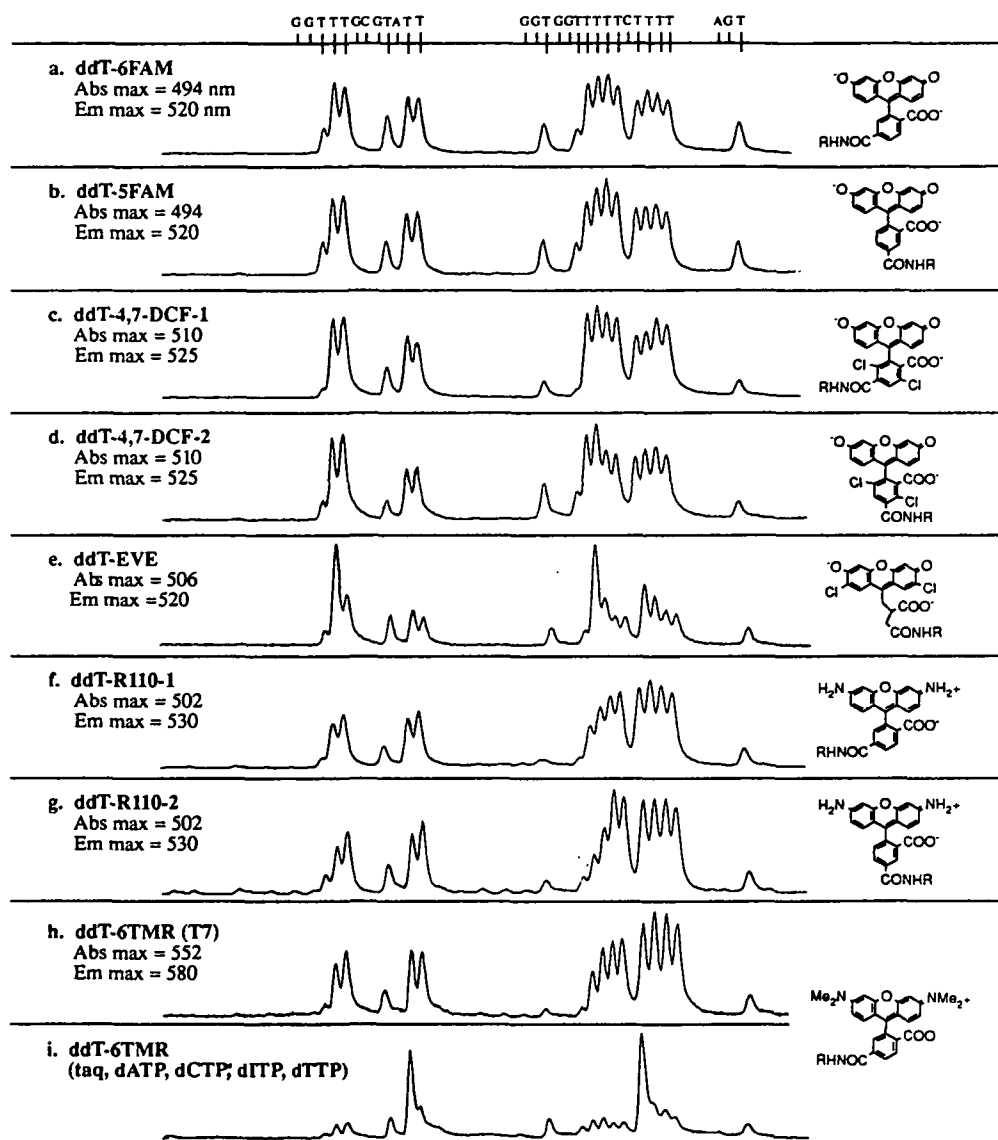 G G T T T G C G T A T T G G T G G T T T T T C T T T T A G T
a. ddT-6FAM
Abs max = 494 nm
Em max = 520 nm
⁻O O O
COO⁻
RHNOC
b. ddT-5FAM
Abs max = 494
Em max = 520
⁻O O O
COO⁻
CONHR
c. ddT-4,7-DCF-1
Abs max = 510
Em max = 525
⁻O O O
Cl COO⁻
RHNOC Cl
d. ddT-4,7-DCF-2
Abs max = 510
Em max = 525
⁻O O O
Cl COO⁻
Cl
CONHR
e. ddT-EVE
Abs max = 506
Em max =520
⁻O O O
Cl Cl
COO⁻
CONHR
f. ddT-R110-1
Abs max = 502
Em max = 530
H₂N O NH₂+
COO⁻
RHNOC
g. ddT-R110-2
Abs max = 502
Em max = 530
H₂N O NH₂+
COO⁻
CONHR
h. ddT-6TMR (T7)
Abs max = 552
Em max = 580
Me₂N O NMe₂+
COO
RHNOC
i. ddT-6TMR
(taq, dATP, dCTP, dITP, dTTP)